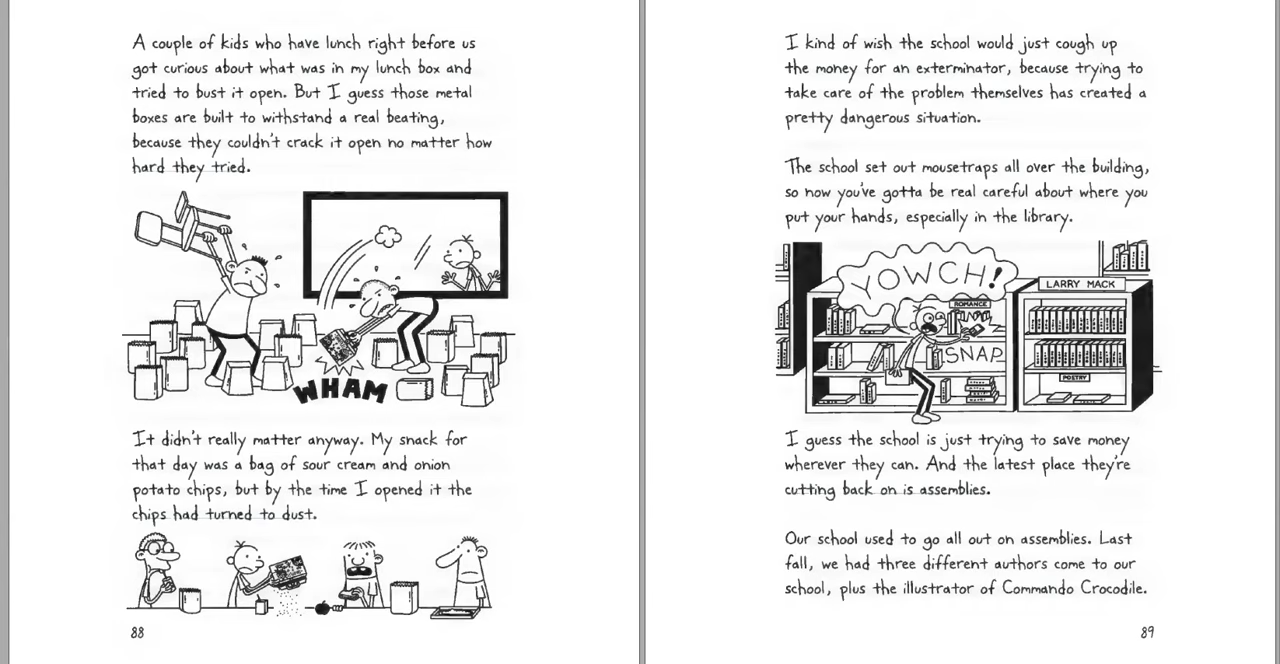 A couple of kids who have lunch right before us
got curious about what was in my lunch box and
tried to bust it open. But I guess those metal
boxes are built to withstand a real beating,
because they couldn't crack it open no matter how
hard they tried.
WHAM
It didn't really matter anyway. My snack for
that day was a bag of sour cream and onion
potato chips, but by the time I opened it the
chips had turned to dust.
88
I kind of wish the school would just cough up
the money for an exterminator, because trying to
take care of the problem themselves has created a
pretty dangerous situation.
The school set out mousetraps all over the building,
so now you've gotta be real careful about where you
put your hands, especially in the library.
YOWCH!
LARRY MACK
ROMANCE
SNAP
POETRY
I guess the school is just trying to save money
wherever they can. And the latest place they're
cutting back on is assemblies.
Our school used to go all out on assemblies. Last
fall, we had three different authors come to our
school, plus the illustrator of Commando Crocodile.
89